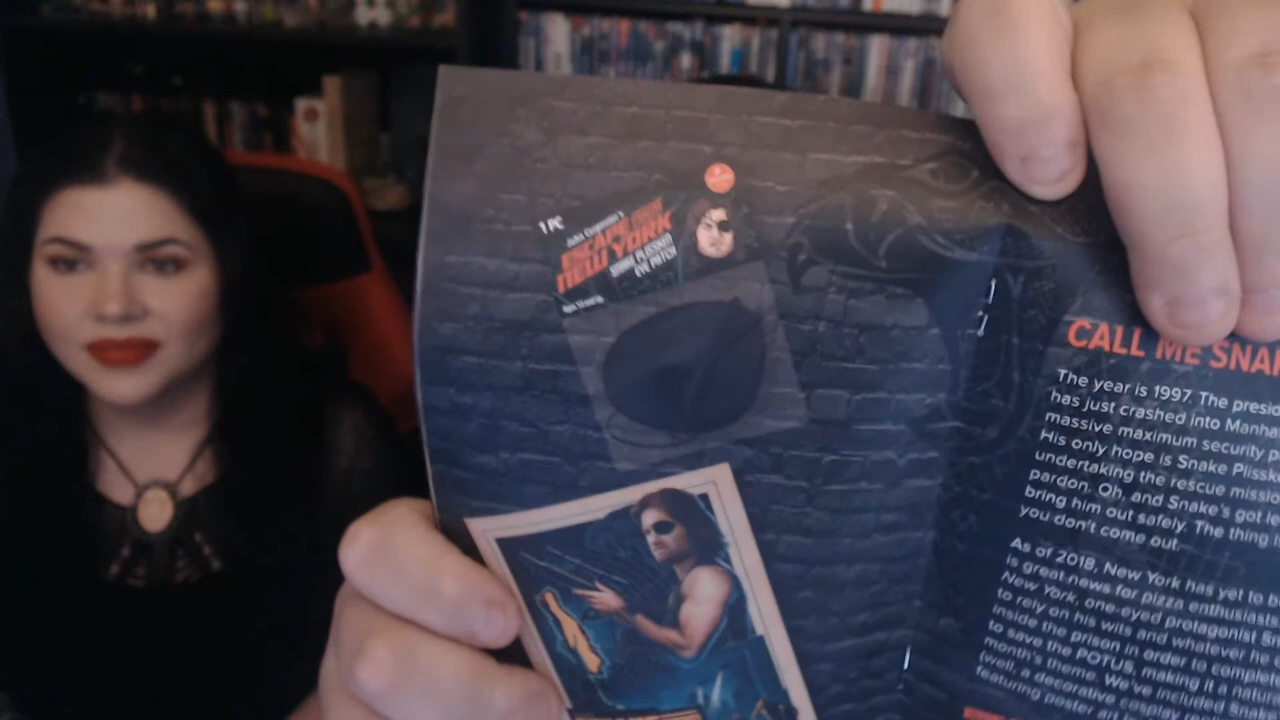 1 PC
John Carpenter's
ESCAPE FROM
NEW YORK
SNAKE PLISSKEN
EYE PATCH
CALL ME SNA
The year is 1997. The presid
has just crashed into Manha
massive maximum security p
His only hope is Snake Plissk
undertaking the rescue missio
pardon. Oh, and Snake's got le
bring him out safely. The thing i
you don't come out.
As of 2018, New York has yet to b
is great news for pizza enthusiasts
New York, one-eyed protagonist Sn
to rely on his wits and whatever he
inside the prison in order to complet
to save the POTUS, making it a natu
month's theme. We've included Snake
(well, a decorative cosplay
featuring poster ar